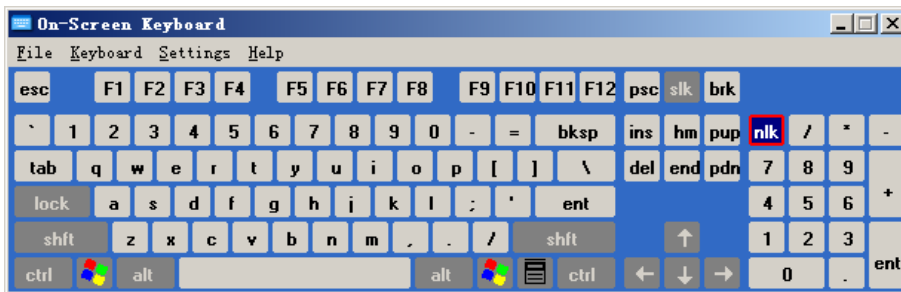 On-Screen Keyboard
File Keyboard Settings Help
esc F1 F2 F3 F4 F5 F6 F7 F8 F9 F10 F11 F12 psc slk brk
` 1 2 3 4 5 6 7 8 9 0 - = bksp ins hm pup nlk / * -
tab q w e r t y u i o p [ ] \ del end pdn 7 8 9 +
lock a s d f g h j k l ; ' ent 4 5 6
shft z x c v b n m , . / shft ↑ 1 2 3 ent
ctrl alt alt ctrl ← ↓ → 0 .